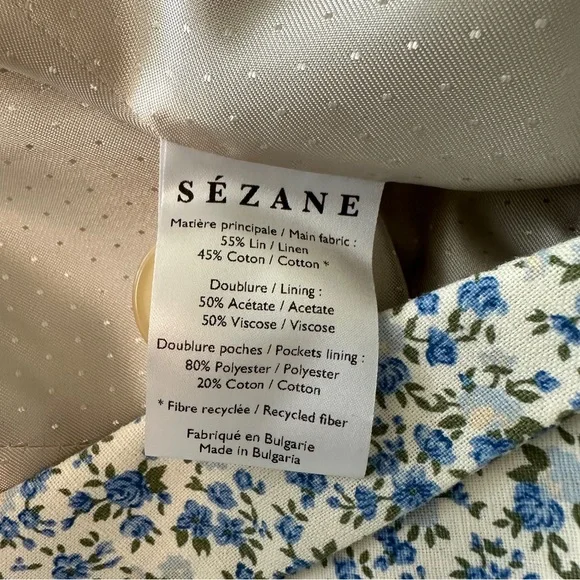 SÉZANE
Matière principale / Main fabric :
55% Lin / Linen
45% Coton / Cotton *
Doublure / Lining :
50% Acétate / Acetate
50% Viscose / Viscose
Doublure poches / Pockets lining :
80% Polyester / Polyester
20% Coton / Cotton
* Fibre recyclée / Recycled fiber
Fabriqué en Bulgarie
Made in Bulgaria